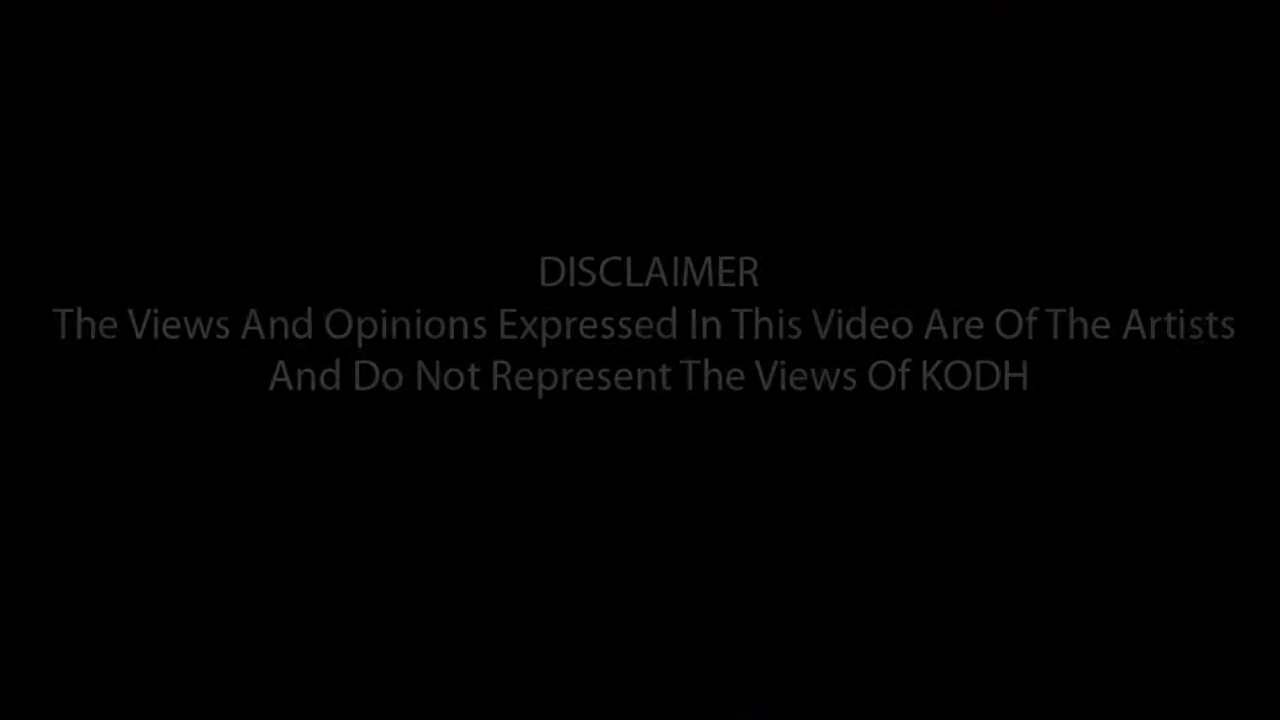 DISCLAIMER
The Views And Opinions Expressed In This Video Are Of The Artists
And Do Not Represent The Views Of KODH